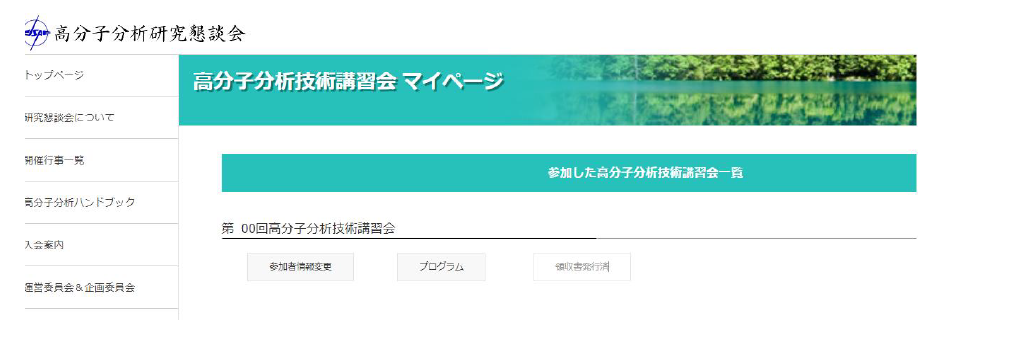 高分子分析研究懇談会
トップページ
研究懇談会について
開催行事一覧
高分子分析ハンドブック
入会案内
運営委員会＆企画委員会
高分子分析技術講習会 マイページ
参加した高分子分析技術講習会一覧
第 00回高分子分析技術講習会
参加者情報変更
プログラム
領収書発行済